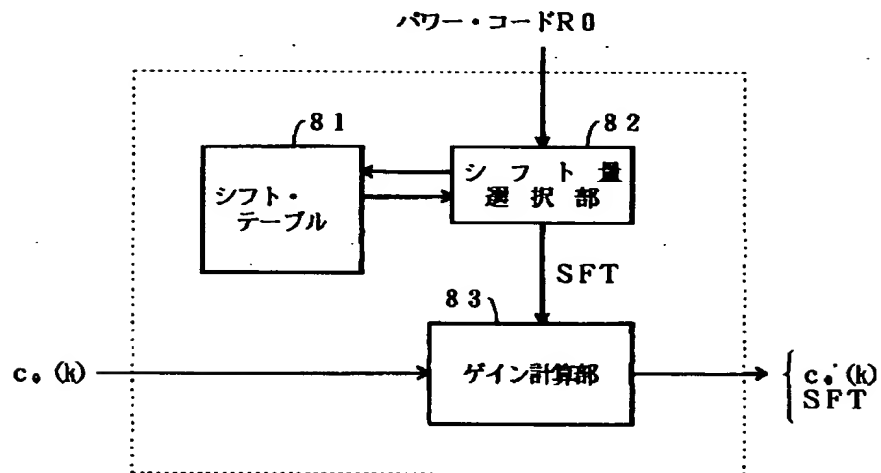 パワー・コードR0
81
82
シフト・
テーブル
シフト量
選択部
SFT
83
c₀(k)
ゲイン計算部
c₀'(k)
SFT